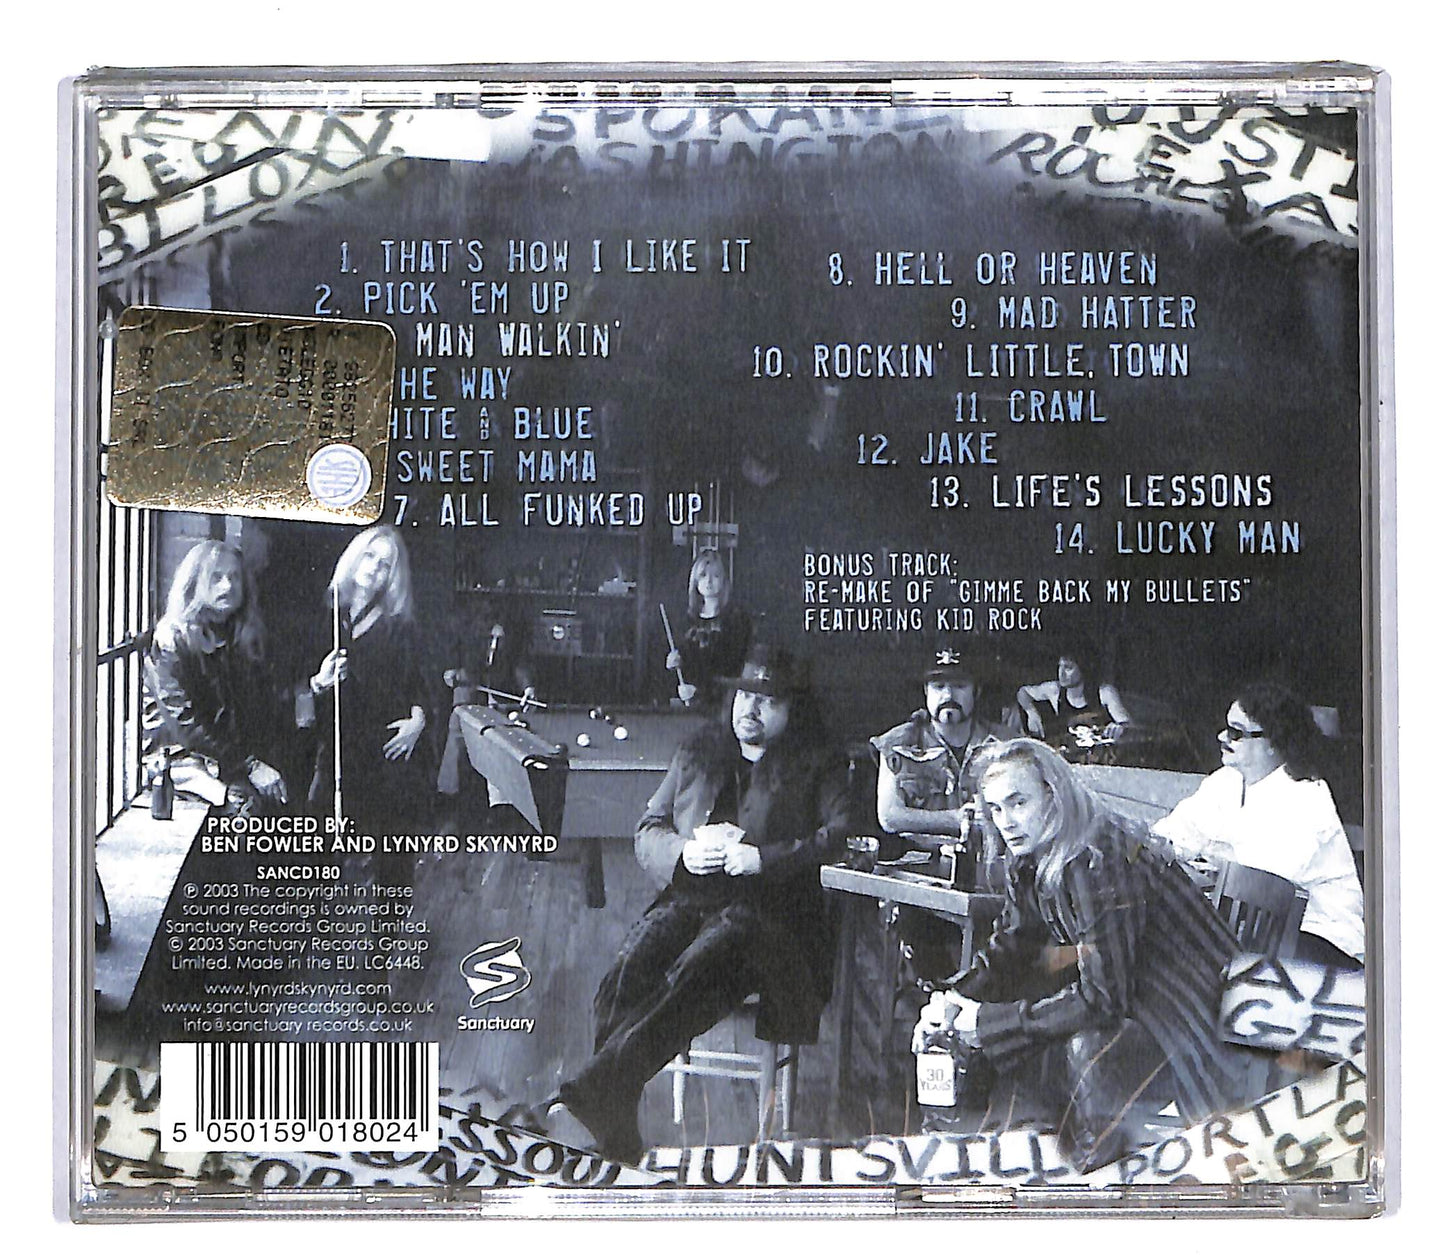 SPOKANE
WASHINGTON
BILOXI
1. THAT'S HOW I LIKE IT
2. PICK 'EM UP
MAN WALKIN'
HE WAY
HITE AND BLUE
SWEET MAMA
7. ALL FUNKED UP
8. HELL OR HEAVEN
9. MAD HATTER
10. ROCKIN' LITTLE, TOWN
11. CRAWL
12. JAKE
13. LIFE'S LESSONS
14. LUCKY MAN
BONUS TRACK:
RE-MAKE OF "GIMME BACK MY BULLETS"
FEATURING KID ROCK
PRODUCED BY:
BEN FOWLER AND LYNYRD SKYNYRD
SANCD180
℗ 2003 The copyright in these
sound recordings is owned by
Sanctuary Records Group Limited.
© 2003 Sanctuary Records Group
Limited. Made in the EU. LC6448.
www.lynyrdskynyrd.com
www.sanctuaryrecordsgroup.co.uk
info@sanctuary records.co.uk
Sanctuary
30
YEARS
5 050159 018024
HUNTSVILL
PORTLA